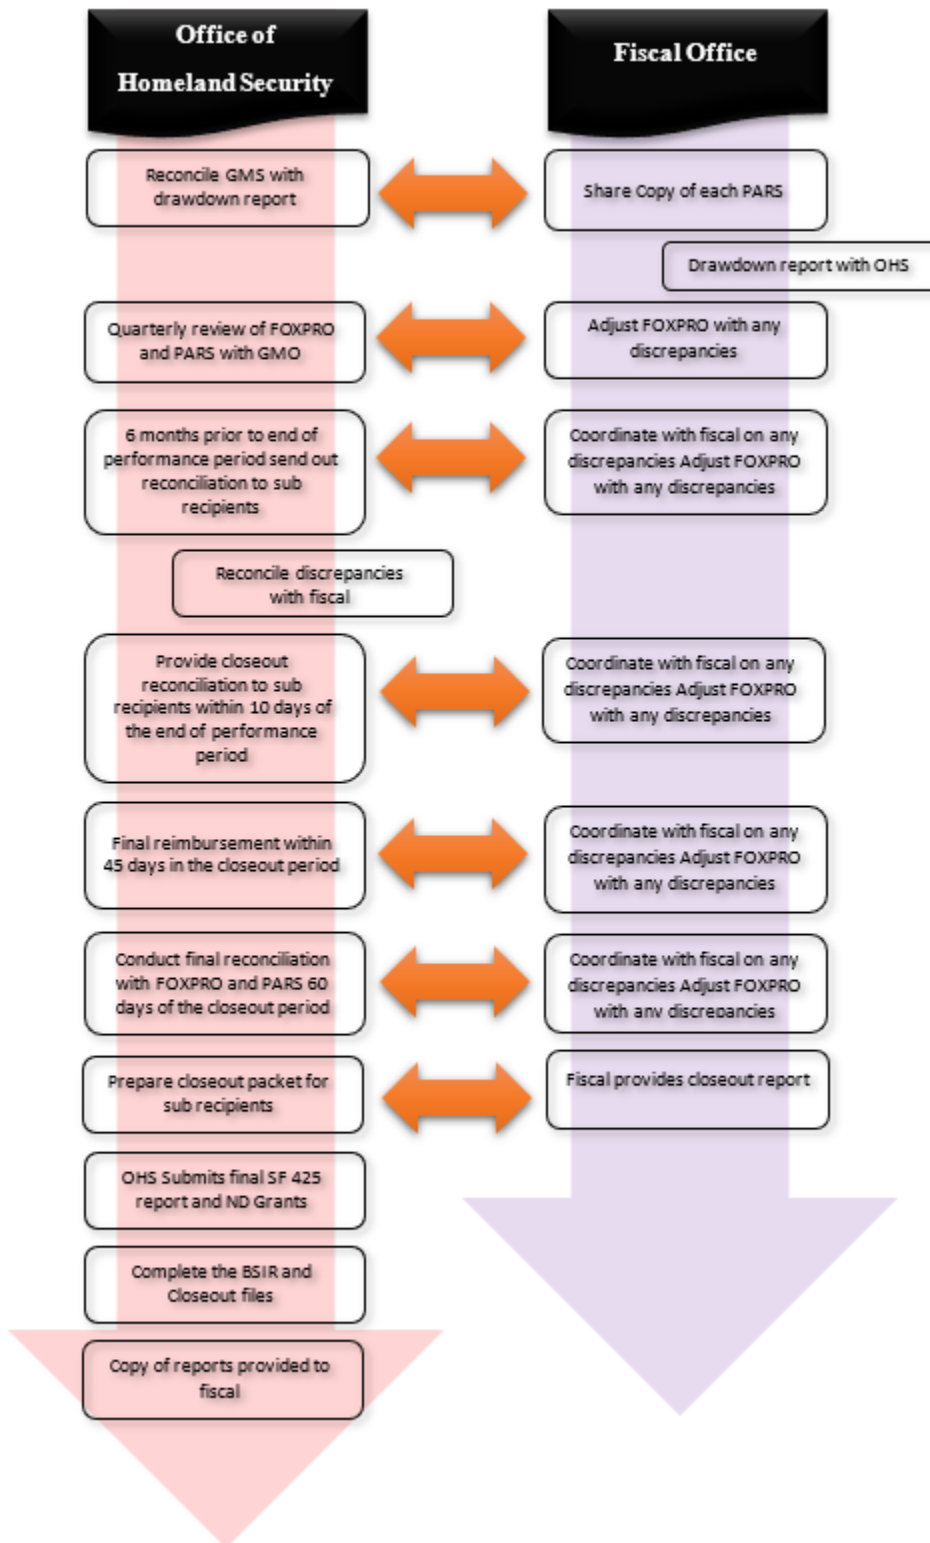 Office of
Homeland Security
Fiscal Office
Reconcile GMS with
drawdown report
Share Copy of each PARS
Drawdown report with OHS
Quarterly review of FOXPRO
and PARS with GMO
Adjust FOXPRO with any
discrepancies
6 months prior to end of
performance period send out
reconciliation to sub
recipients
Coordinate with fiscal on any
discrepancies Adjust FOXPRO
with any discrepancies
Reconcile discrepancies
with fiscal
Provide closeout
reconciliation to sub
recipients within 10 days of
the end of performance
period
Coordinate with fiscal on any
discrepancies Adjust FOXPRO
with any discrepancies
Final reimbursement within
45 days in the closeout period
Coordinate with fiscal on any
discrepancies Adjust FOXPRO
with any discrepancies
Conduct final reconciliation
with FOXPRO and PARS 60
days of the closeout period
Coordinate with fiscal on any
discrepancies Adjust FOXPRO
with any discrepancies
Prepare closeout packet for
sub recipients
Fiscal provides closeout report
OHS Submits final SF 425
report and ND Grants
Complete the BSIR and
Closeout files
Copy of reports provided to
fiscal